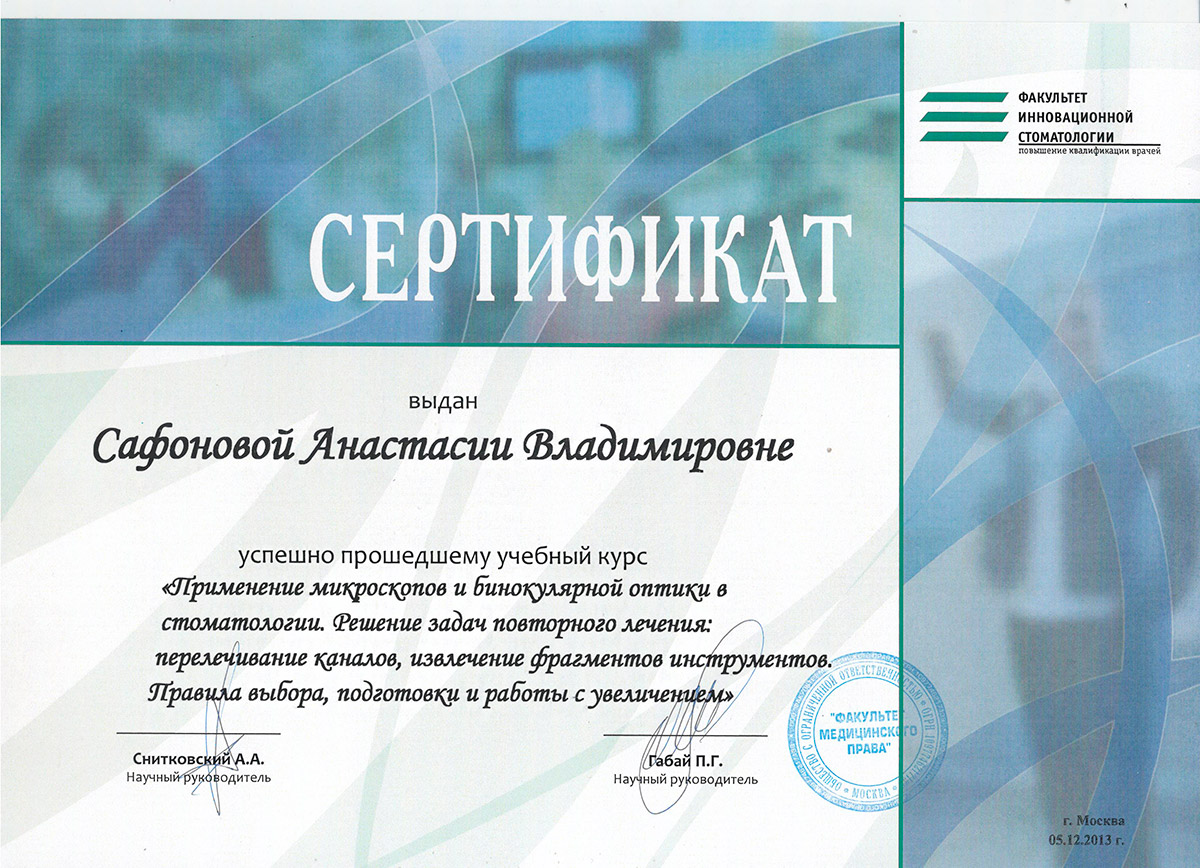 ФАКУЛЬТЕТ
ИННОВАЦИОННОЙ
СТОМАТОЛОГИИ
повышение квалификации врачей
СЕРТИФИКАТ
выдан
Сафоновой Анастасии Владимировне
успешно прошедшему учебный курс
«Применение микроскопов и бинокулярной оптики в
стоматологии. Решение задач повторного лечения:
перелечивание каналов, извлечение фрагментов инструментов.
Правила выбора, подготовки и работы с увеличением»
Снитковский А.А.
Научный руководитель
Габай П.Г.
Научный руководитель
ОБЩЕСТВО С ОГРАНИЧЕННОЙ ОТВЕТСТВЕННОСТЬЮ
"ФАКУЛЬТЕТ
МЕДИЦИНСКОГО
ПРАВА"
МОСКВА
г. Москва
05.12.2013 г.